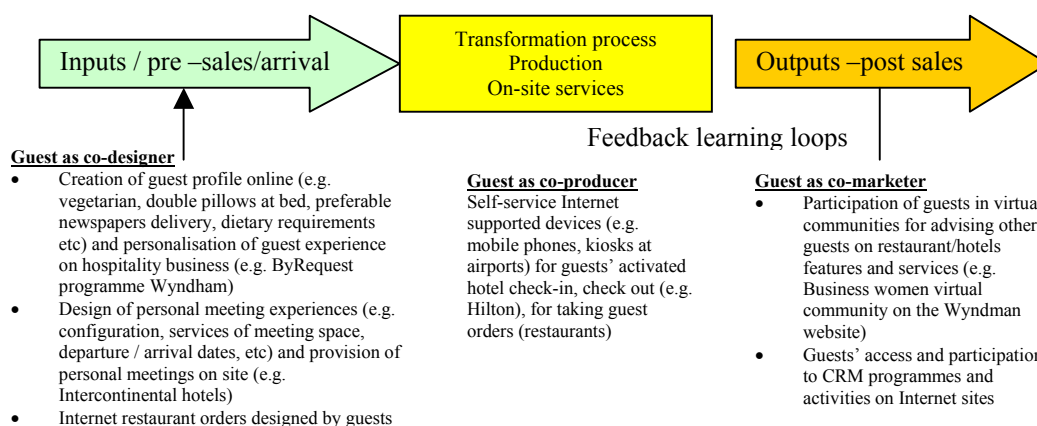 Inputs / pre –sales/arrival
Transformation process
Production
On-site services
Outputs –post sales
Feedback learning loops
Guest as co-designer
• Creation of guest profile online (e.g.
vegetarian, double pillows at bed, preferable
newspapers delivery, dietary requirements
etc) and personalisation of guest experience
on hospitality business (e.g. ByRequest
programme Wyndham)
• Design of personal meeting experiences (e.g.
configuration, services of meeting space,
departure / arrival dates, etc) and provision of
personal meetings on site (e.g.
Intercontinental hotels)
• Internet restaurant orders designed by guests
Guest as co-producer
Self-service Internet
supported devices (e.g.
mobile phones, kiosks at
airports) for guests’ activated
hotel check-in, check out (e.g.
Hilton), for taking guest
orders (restaurants)
Guest as co-marketer
• Participation of guests in virtua
communities for advising other
guests on restaurant/hotels
features and services (e.g.
Business women virtual
community on the Wyndman
website)
• Guests’ access and participation
to CRM programmes and
activities on Internet sites